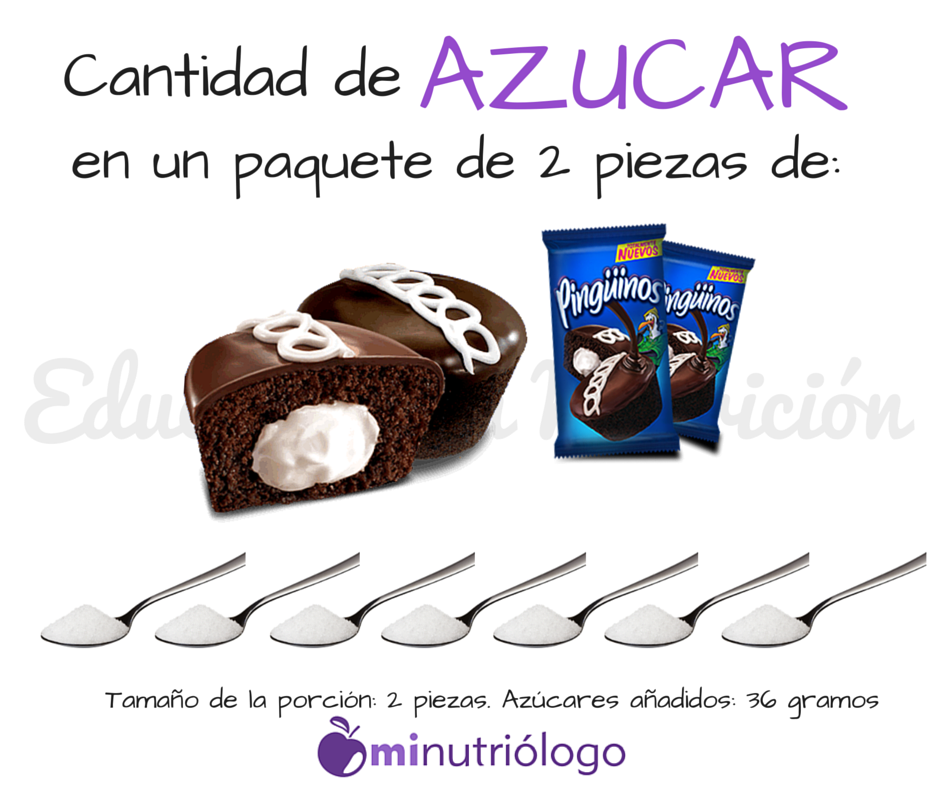 Cantidad de AZUCAR
en un paquete de 2 piezas de:
TOTALMENTE
NUEVOS
Pingüinos
NUEVOS
Pingüinos
Tamaño de la porción: 2 piezas. Azúcares añadidos: 36 gramos
minutriólogo